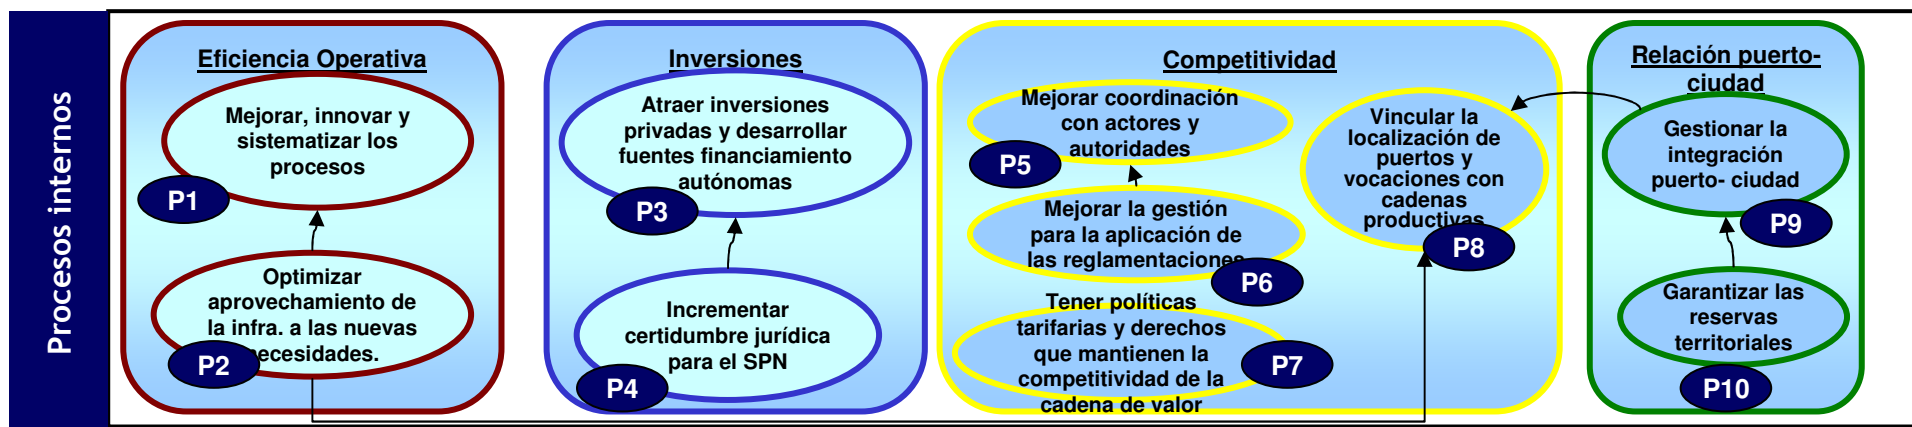 Procesos internos
Eficiencia Operativa
Mejorar, innovar y
sistematizar los
procesos
P1
Optimizar
aprovechamiento de
la infra. a las nuevas
necesidades.
P2
Inversiones
Atraer inversiones
privadas y desarrollar
fuentes financiamiento
autónomas
P3
Incrementar
certidumbre jurídica
para el SPN
P4
Competitividad
Mejorar coordinación
con actores y
autoridades
P5
Mejorar la gestión
para la aplicación de
las reglamentaciones
P6
Tener políticas
tarifarias y derechos
que mantienen la
competitividad de la
cadena de valor
P7
Vincular la
localización de
puertos y
vocaciones con
cadenas
productivas
P8
Relación puerto-
ciudad
Gestionar la
integración
puerto- ciudad
P9
Garantizar las
reservas
territoriales
P10